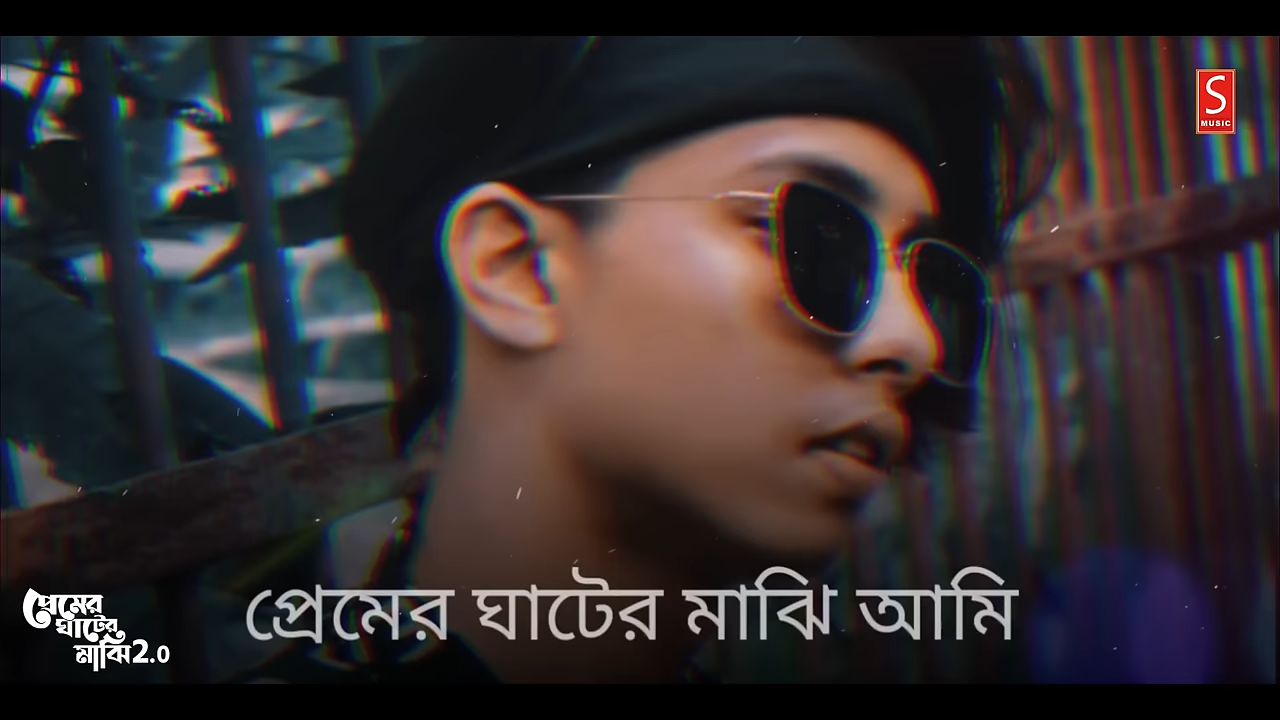 S
MUSIC
প্রেমের ঘাটের মাঝি আমি
প্রেমের
ঘাটের
মাঝি 2.0